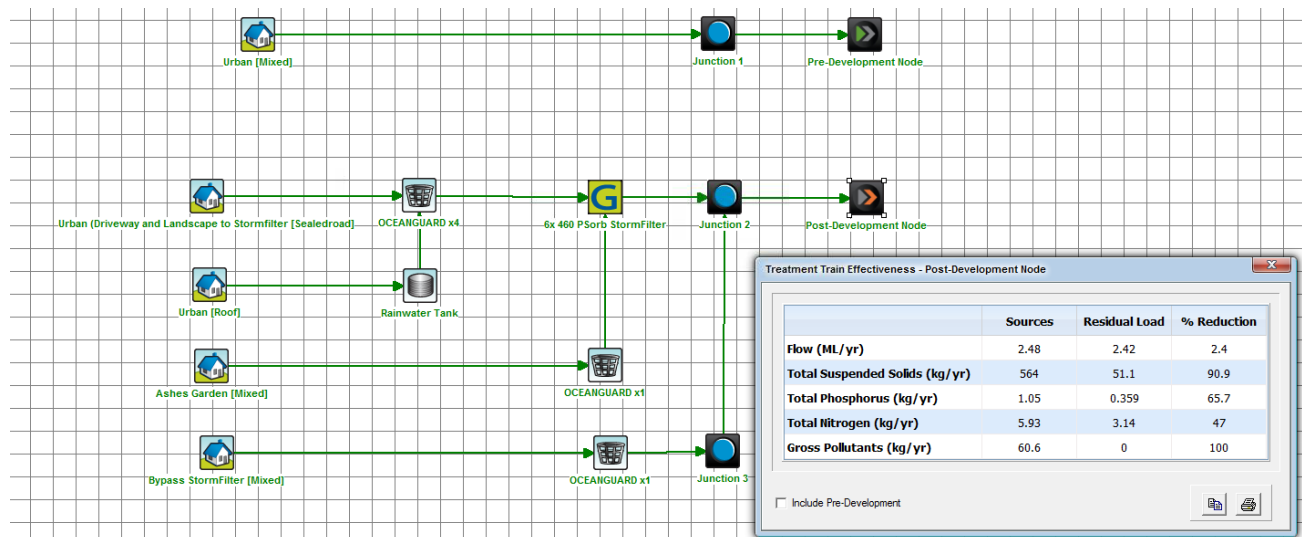 Urban [Mixed]
Junction 1
Pre-Development Node
Urban (Driveway and Landscape to Stormfilter [Sealedroad]
OCEANGUARD x4
G
6x 460 PSorb StormFilter
Junction 2
Post-Development Node
Urban [Roof]
Rainwater Tank
Ashes Garden [Mixed]
OCEANGUARD x1
Bypass StormFilter [Mixed]
OCEANGUARD x1
Junction 3
Treatment Train Effectiveness - Post-Development Node
Sources Residual Load % Reduction
Flow (ML/yr) 2.48 2.42 2.4
Total Suspended Solids (kg/yr) 564 51.1 90.9
Total Phosphorus (kg/yr) 1.05 0.359 65.7
Total Nitrogen (kg/yr) 5.93 3.14 47
Gross Pollutants (kg/yr) 60.6 0 100
Include Pre-Development